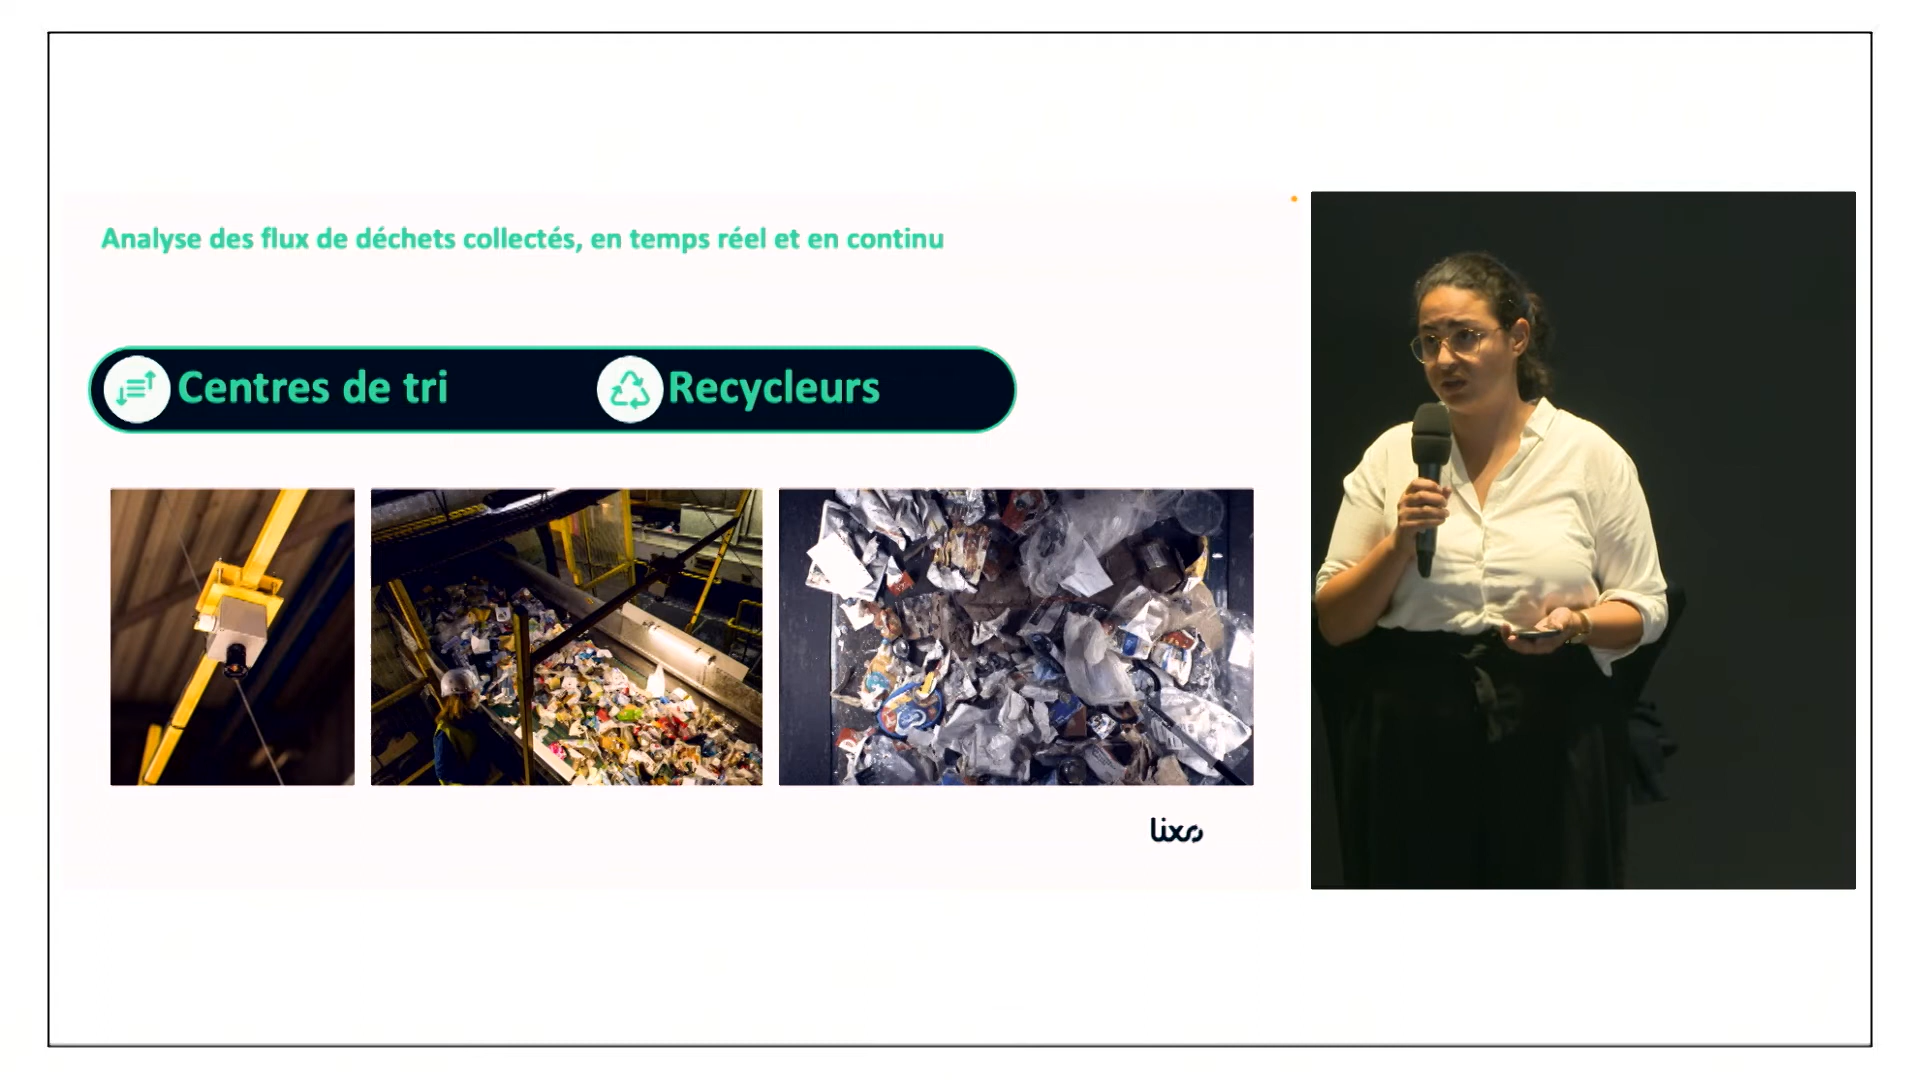 Analyse des flux de déchets collectés, en temps réel et en continu
Centres de tri
Recycleurs
lixo